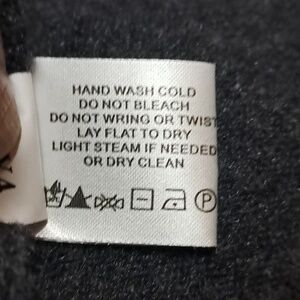 HAND WASH COLD
DO NOT BLEACH
DO NOT WRING OR TWIST
LAY FLAT TO DRY
LIGHT STEAM IF NEEDED
OR DRY CLEAN
P